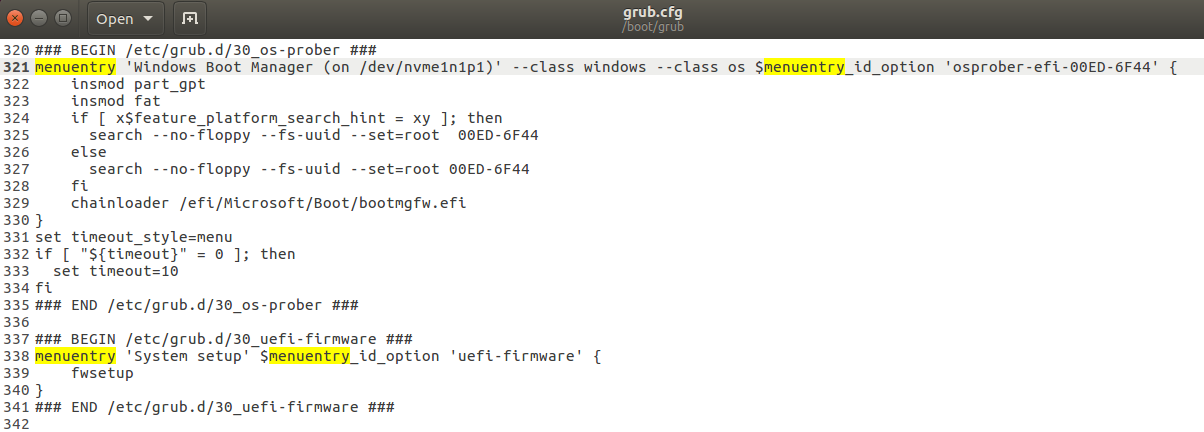 Open
grub.cfg
/boot/grub
320 ### BEGIN /etc/grub.d/30_os-prober ###
321 menuentry 'Windows Boot Manager (on /dev/nvme1n1p1)' --class windows --class os $menuentry_id_option 'osprober-efi-00ED-6F44' {
322     insmod part_gpt
323     insmod fat
324     if [ x$feature_platform_search_hint = xy ]; then
325       search --no-floppy --fs-uuid --set=root  00ED-6F44
326     else
327       search --no-floppy --fs-uuid --set=root 00ED-6F44
328     fi
329     chainloader /efi/Microsoft/Boot/bootmgfw.efi
330 }
331 set timeout_style=menu
332 if [ "${timeout}" = 0 ]; then
333   set timeout=10
334 fi
335 ### END /etc/grub.d/30_os-prober ###
336
337 ### BEGIN /etc/grub.d/30_uefi-firmware ###
338 menuentry 'System setup' $menuentry_id_option 'uefi-firmware' {
339     fwsetup
340 }
341 ### END /etc/grub.d/30_uefi-firmware ###
342